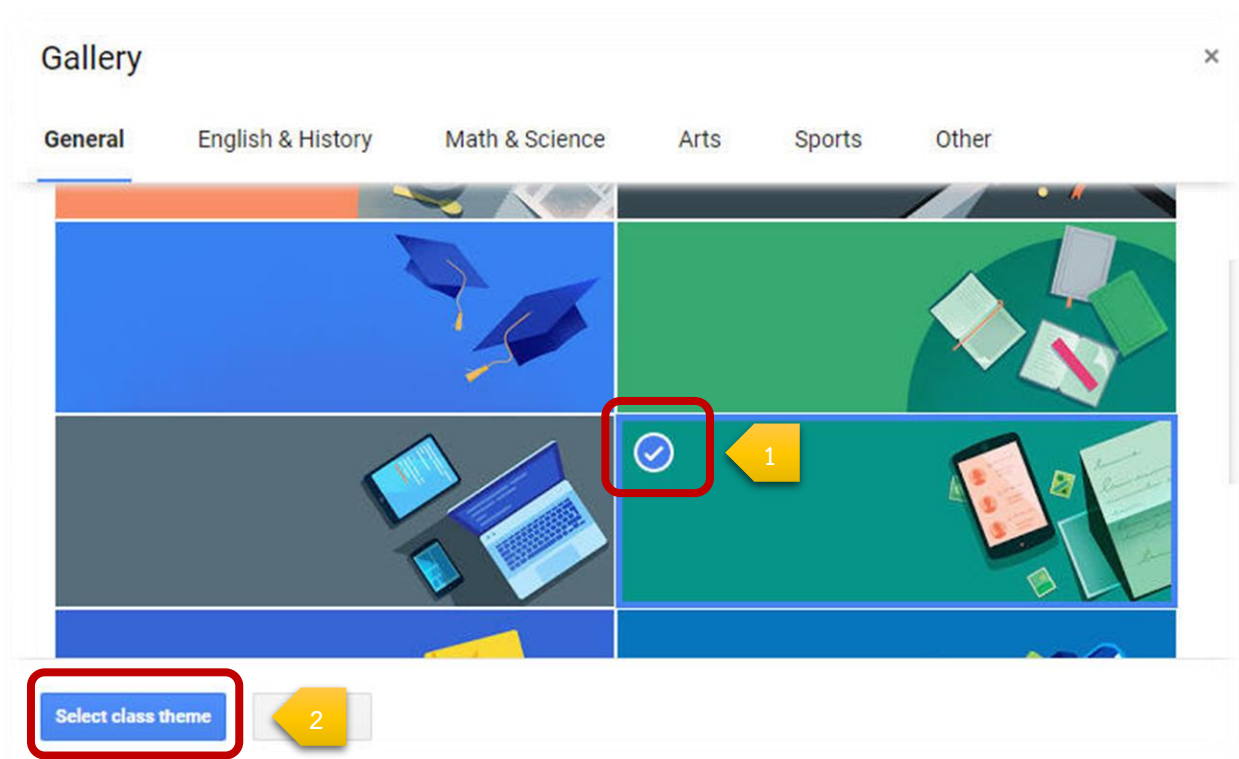 Gallery
×
General English & History Math & Science Arts Sports Other
1
Select class theme
2